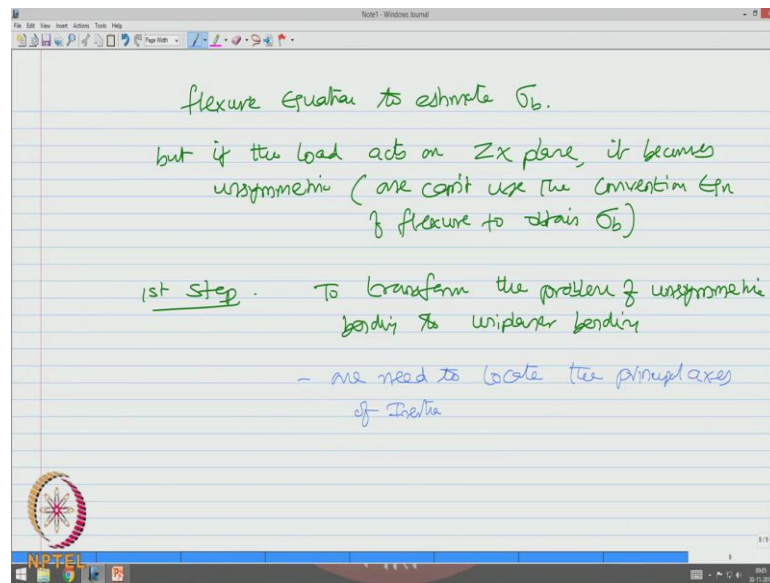 Note1 - Windows Journal
File Edit View Insert Actions Tools Help
Page Width
flexure Equation to estimate σb.
but if the load acts on ZX plane, it becomes
unsymmetric (one can't use the convention Eqn
of flexure to obtain σb)
1st step. To transform the problem of unsymmetric
bending to uniplanar bending
- one need to locate the principal axes
of Inertia
9/9
9
NPTEL